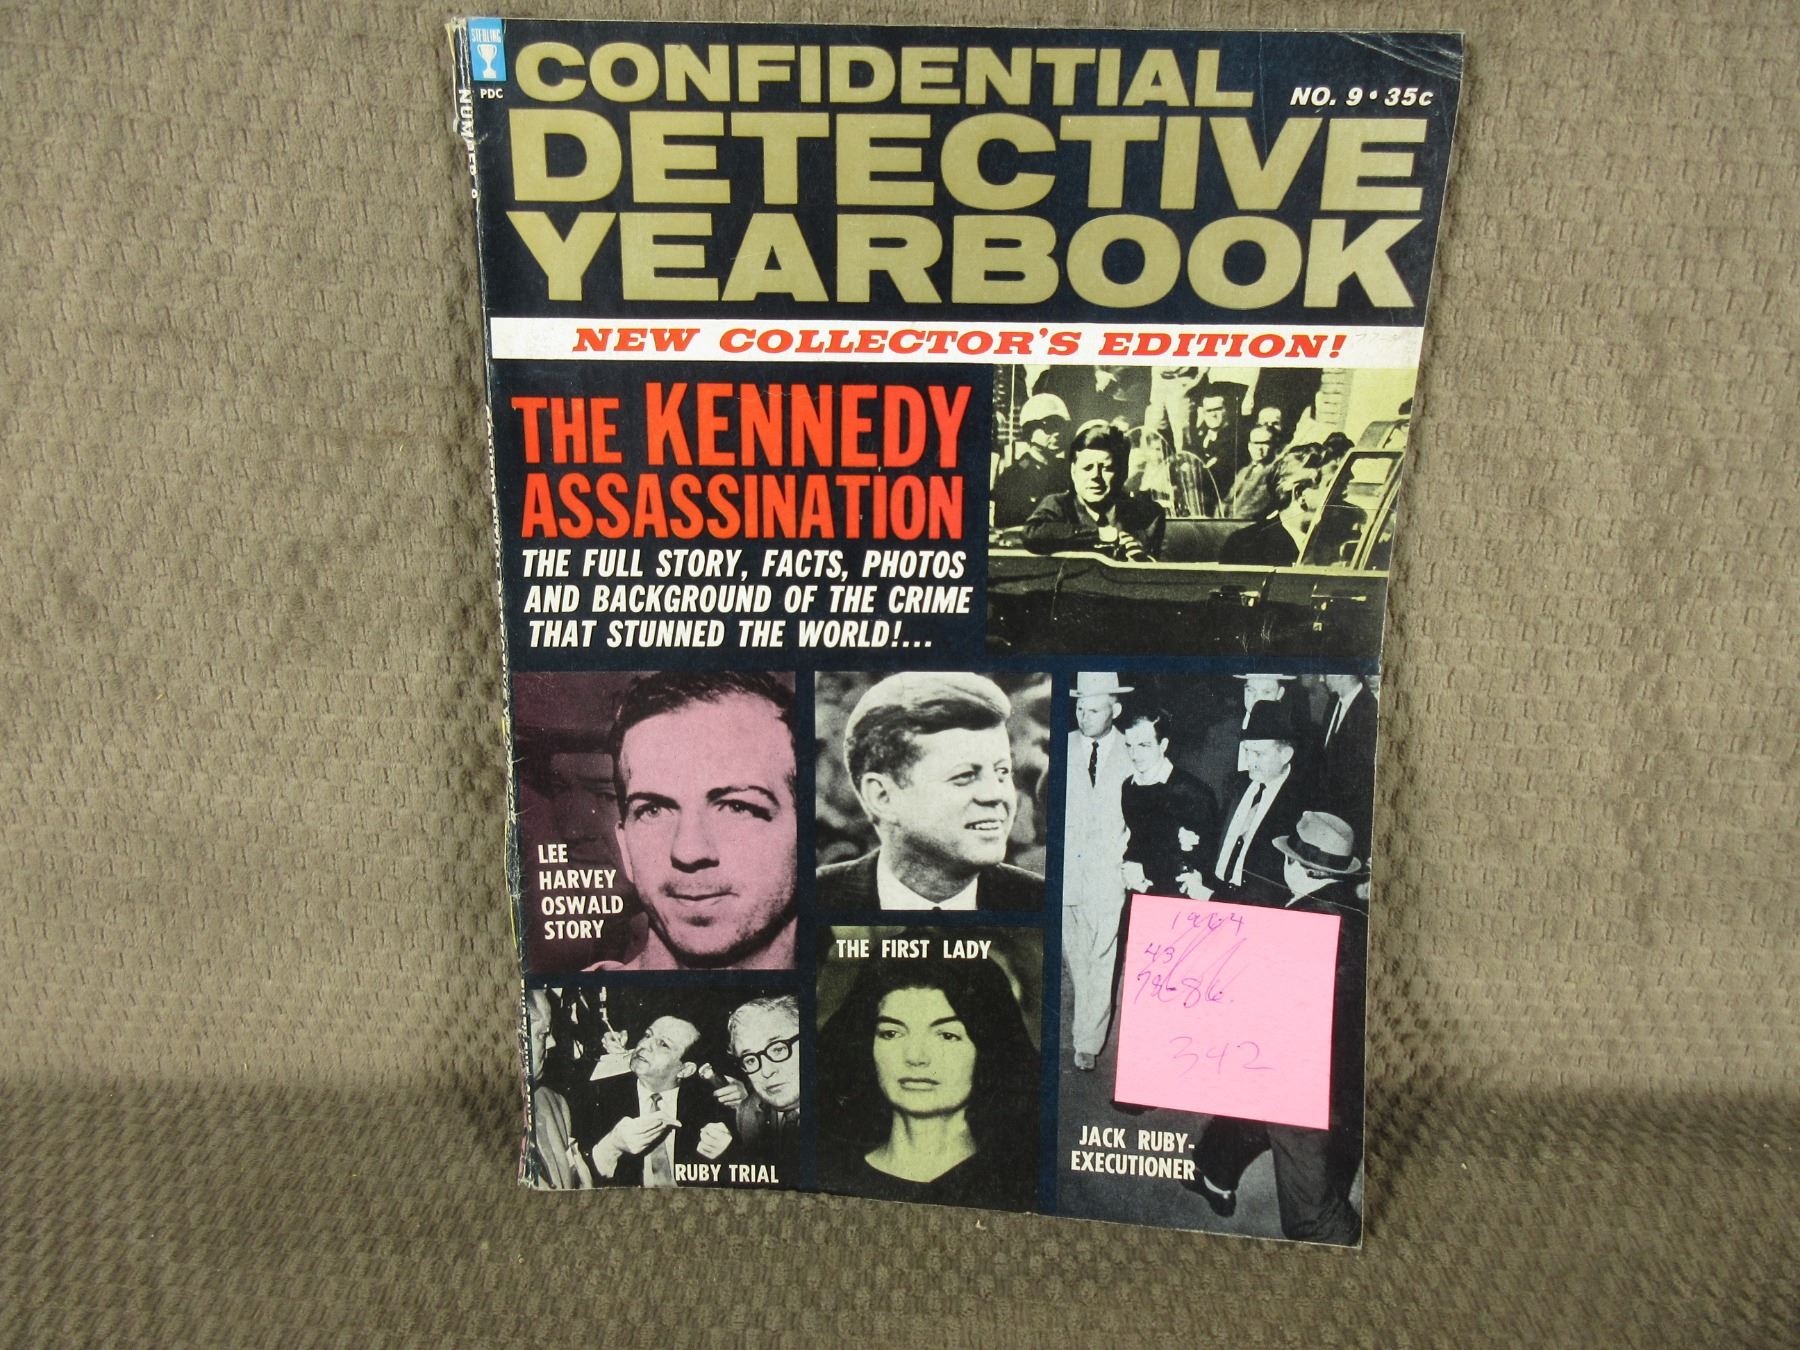 STERLING
PDC
CONFIDENTIAL
DETECTIVE
YEARBOOK
NO. 9 • 35c
NEW COLLECTOR'S EDITION!
THE KENNEDY
ASSASSINATION
THE FULL STORY, FACTS, PHOTOS
AND BACKGROUND OF THE CRIME
THAT STUNNED THE WORLD!...
LEE
HARVEY
OSWALD
STORY
THE FIRST LADY
RUBY TRIAL
JACK RUBY-
EXECUTIONER
1964
43
342